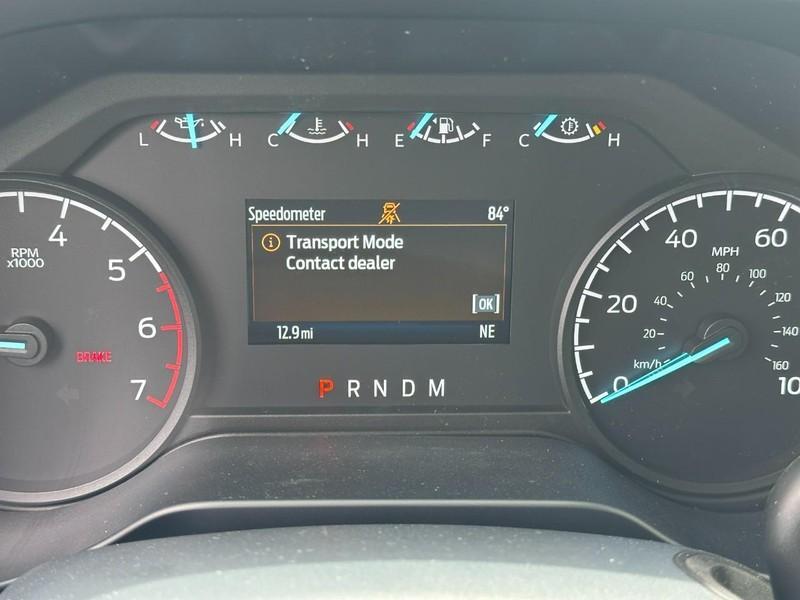 L H C H E F C H
Speedometer 84°
Transport Mode
Contact dealer
[OK]
12.9 mi NE
P R N D M
RPM
x1000
4
5
6
7
BRAKE
MPH
0
20
40
60
10
km/h
20
40
60
80
100
120
140
160